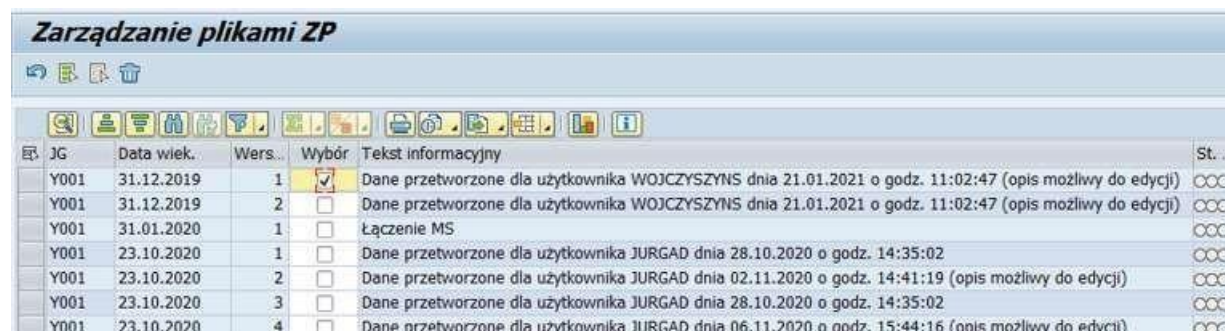 Zarządzanie plikami ZP
JG Data wiek. Wers... Wybór Tekst informacyjny St. .
Y001 31.12.2019 1 Dane przetworzone dla użytkownika WOJCZYSZYNS dnia 21.01.2021 o godz. 11:02:47 (opis możliwy do edycji)
Y001 31.12.2019 2 Dane przetworzone dla użytkownika WOJCZYSZYNS dnia 21.01.2021 o godz. 11:02:47 (opis możliwy do edycji)
Y001 31.01.2020 1 Łączenie MS
Y001 23.10.2020 1 Dane przetworzone dla użytkownika JURGAD dnia 28.10.2020 o godz. 14:35:02
Y001 23.10.2020 2 Dane przetworzone dla użytkownika JURGAD dnia 02.11.2020 o godz. 14:41:19 (opis możliwy do edycji)
Y001 23.10.2020 3 Dane przetworzone dla użytkownika JURGAD dnia 28.10.2020 o godz. 14:35:02
Y001 23.10.2020 4 Dane przetworzone dla użytkownika JURGAD dnia 06.11.2020 o godz. 15:44:16 (opis możliwy do edycji)